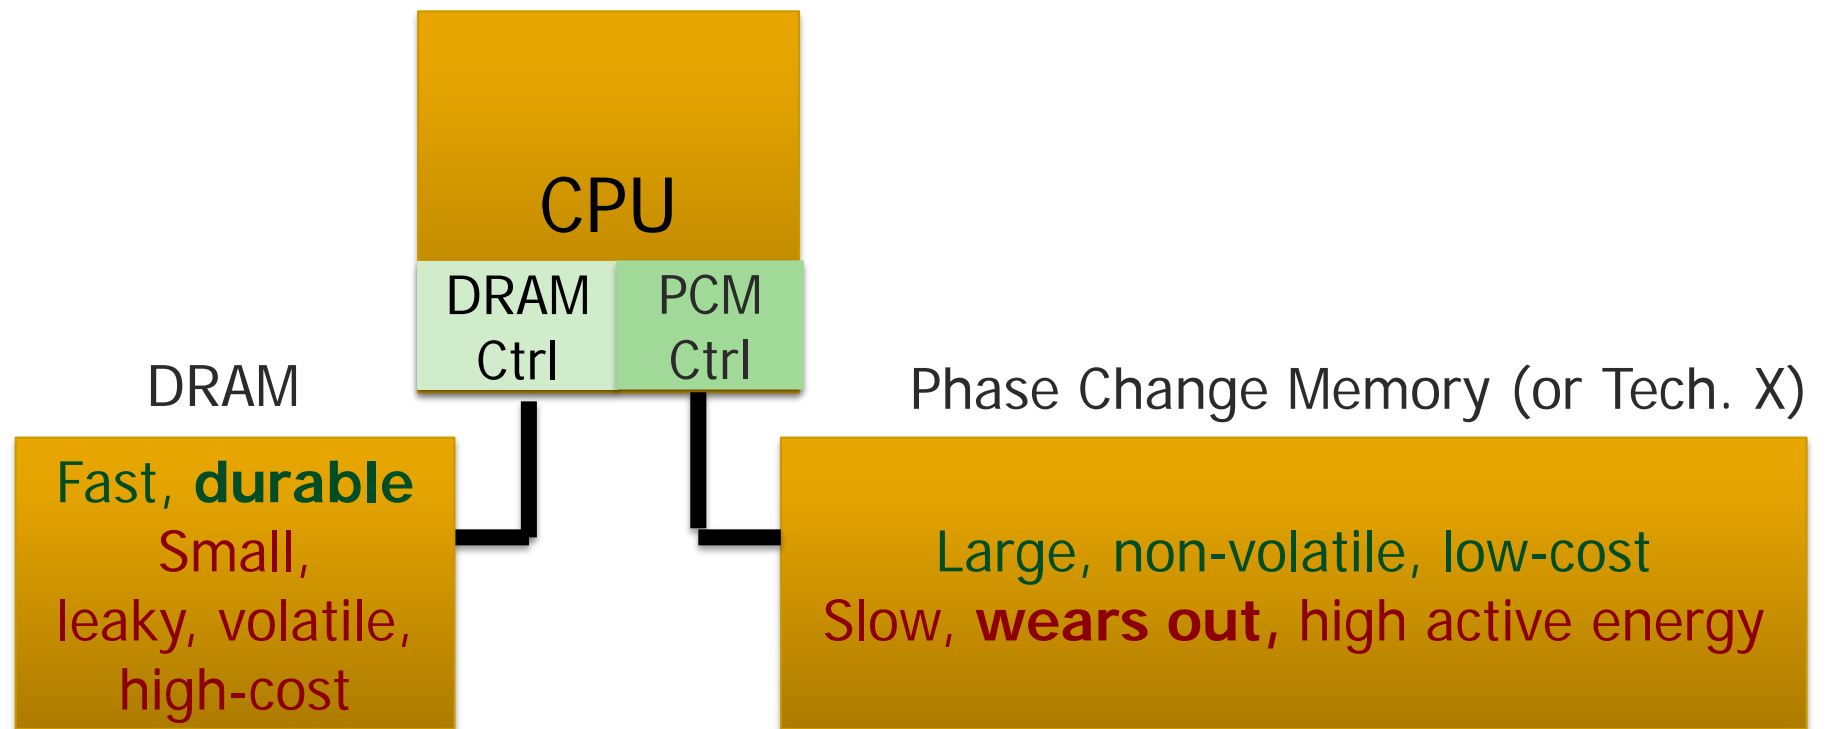 CPU
DRAM
Ctrl
PCM
Ctrl
DRAM
Fast, durable
Small,
leaky, volatile,
high-cost
Phase Change Memory (or Tech. X)
Large, non-volatile, low-cost
Slow, wears out, high active energy